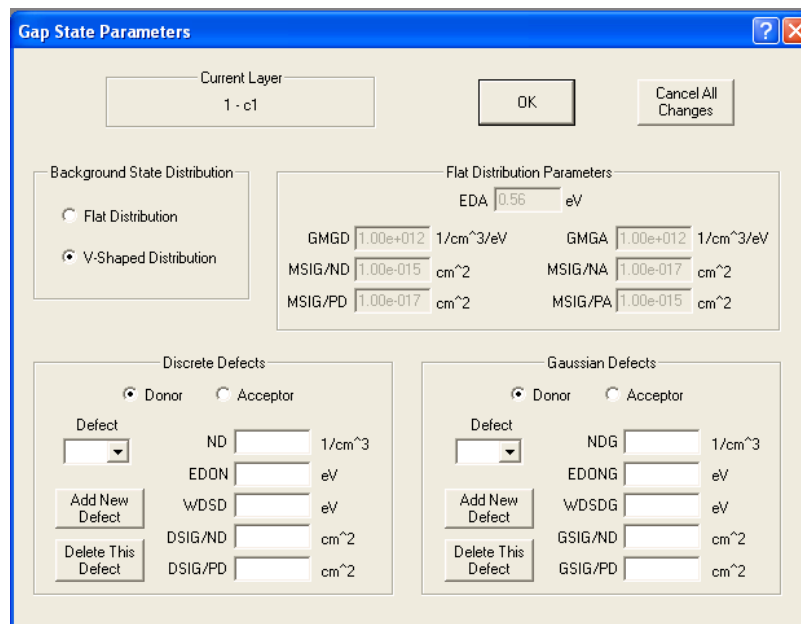 Gap State Parameters
Current Layer
1 - c1
OK
Cancel All
Changes
Background State Distribution
Flat Distribution
V-Shaped Distribution
Flat Distribution Parameters
EDA 0.56 eV
GMGD 1.00e+012 1/cm^3/eV
GMGA 1.00e+012 1/cm^3/eV
MSIG/ND 1.00e-015 cm^2
MSIG/NA 1.00e-017 cm^2
MSIG/PD 1.00e-017 cm^2
MSIG/PA 1.00e-015 cm^2
Discrete Defects
Donor Acceptor
Defect
ND 1/cm^3
EDON eV
Add New
Defect
WDSD eV
DSIG/ND cm^2
Delete This
Defect
DSIG/PD cm^2
Gaussian Defects
Donor Acceptor
Defect
NDG 1/cm^3
EDONG eV
Add New
Defect
WDSDG eV
GSIG/ND cm^2
Delete This
Defect
GSIG/PD cm^2